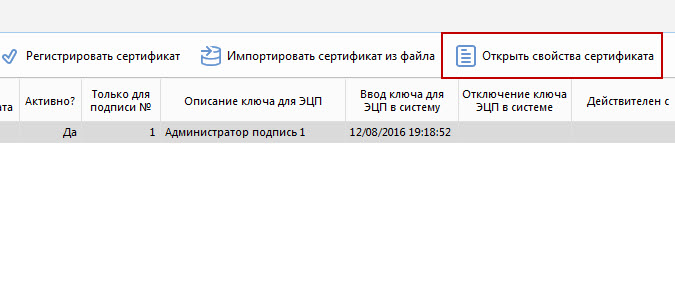 Регистрировать сертификат Импортировать сертификат из файла Открыть свойства сертификата
ата Активно? Только для подписи № Описание ключа для ЭЦП Ввод ключа для ЭЦП в систему Отключение ключа ЭЦП в системе Действителен с
Да 1 Администратор подпись 1 12/08/2016 19:18:52